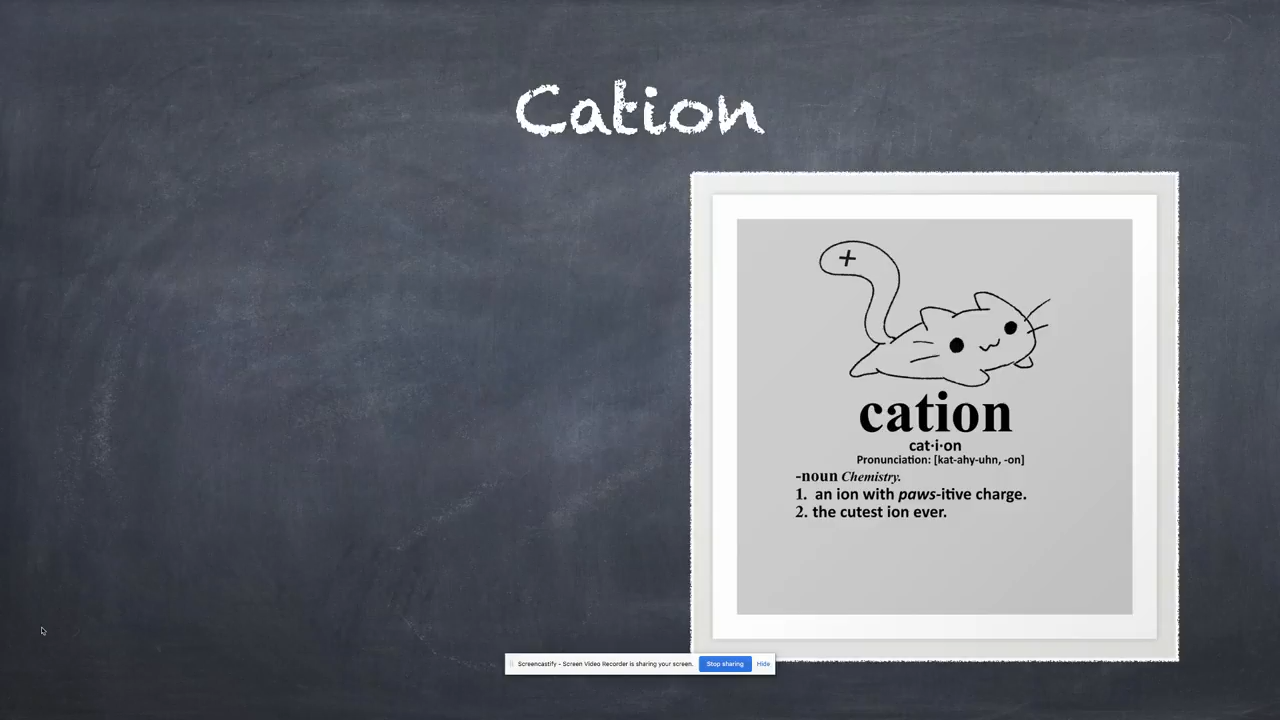 Cation
+
cation
cat·i·on
Pronunciation: [kat-ahy-uhn, -on]
-noun Chemistry.
1. an ion with paws-itive charge.
2. the cutest ion ever.
Screencastify - Screen Video Recorder is sharing your screen. Stop sharing Hide